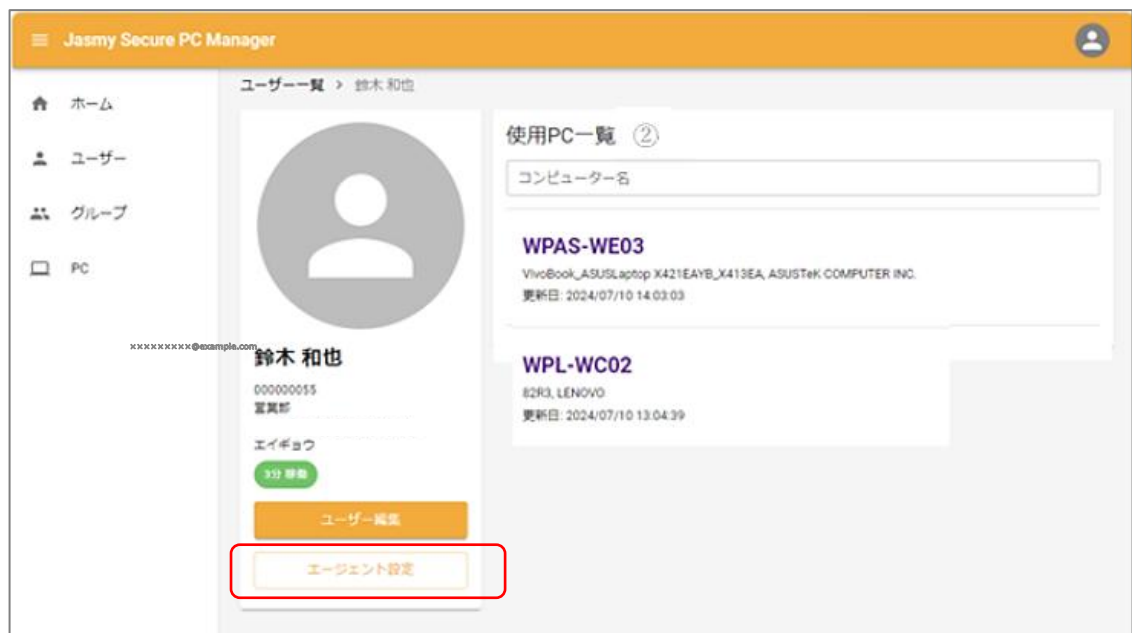 Jasmy Secure PC Manager
ホーム
ユーザー
グループ
PC
ユーザー一覧 > 鈴木 和也
xxxxxxxxx@example.com
鈴木 和也
000000055
営業部
エイギョウ
3分 稼働
ユーザー編集
エージェント設定
使用PC一覧 ②
コンピューター名
WPAS-WE03
VivoBook_ASUSLaptop X421EAYB_X413EA, ASUSTeK COMPUTER INC.
更新日: 2024/07/10 14:03:03
WPL-WC02
82R3, LENOVO
更新日: 2024/07/10 13:04:39